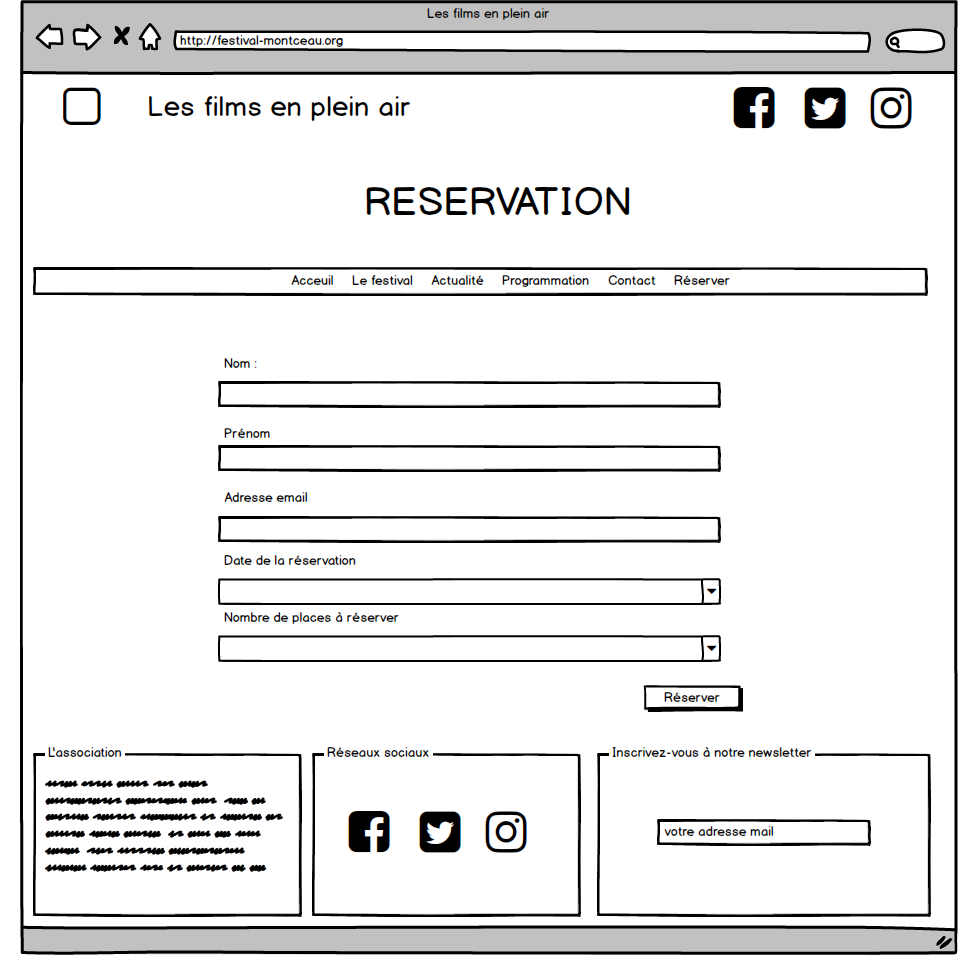 Les films en plein air
http://festival-montceau.org
Les films en plein air
RESERVATION
Acceuil Le festival Actualité Programmation Contact Réserver
Nom :
Prénom
Adresse email
Date de la réservation
Nombre de places à réserver
Réserver
L'association
Réseaux sociaux
Inscrivez-vous à notre newsletter
votre adresse mail